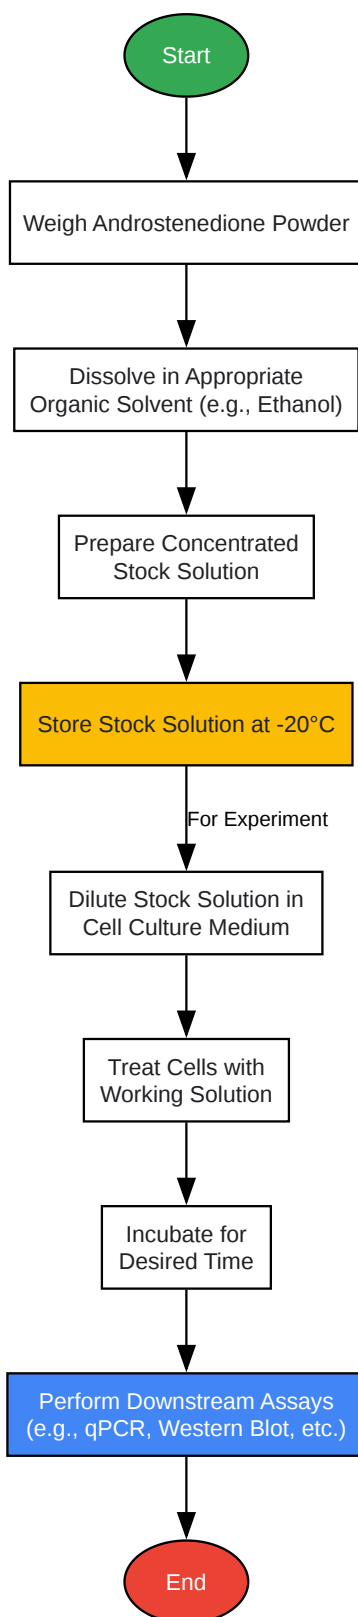 Start
Weigh Androstenedione Powder
Dissolve in Appropriate
Organic Solvent (e.g., Ethanol)
Prepare Concentrated
Stock Solution
Store Stock Solution at -20°C
For Experiment
Dilute Stock Solution in
Cell Culture Medium
Treat Cells with
Working Solution
Incubate for
Desired Time
Perform Downstream Assays
(e.g., qPCR, Western Blot, etc.)
End